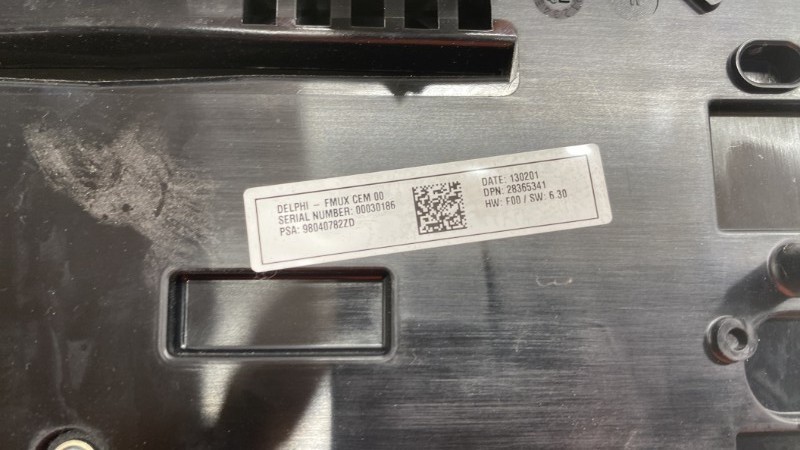 DELPHI - FMUX CEM 00
SERIAL NUMBER: 00030186
PSA: 98040782ZD
DATE: 130201
DPN: 28365341
HW: F00 / SW: 6.30